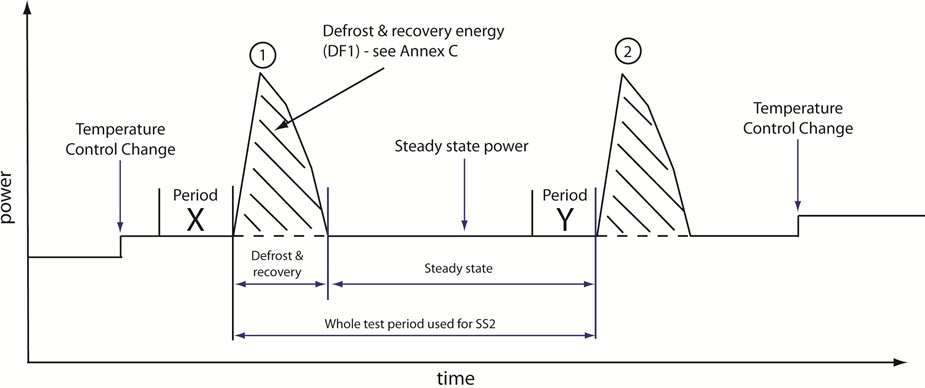 Defrost & recovery energy
(DF1) - see Annex C
1
2
Temperature
Control Change
Temperature
Control Change
Steady state power
Period
X
Period
Y
power
Defrost &
recovery
Steady state
Whole test period used for SS2
time